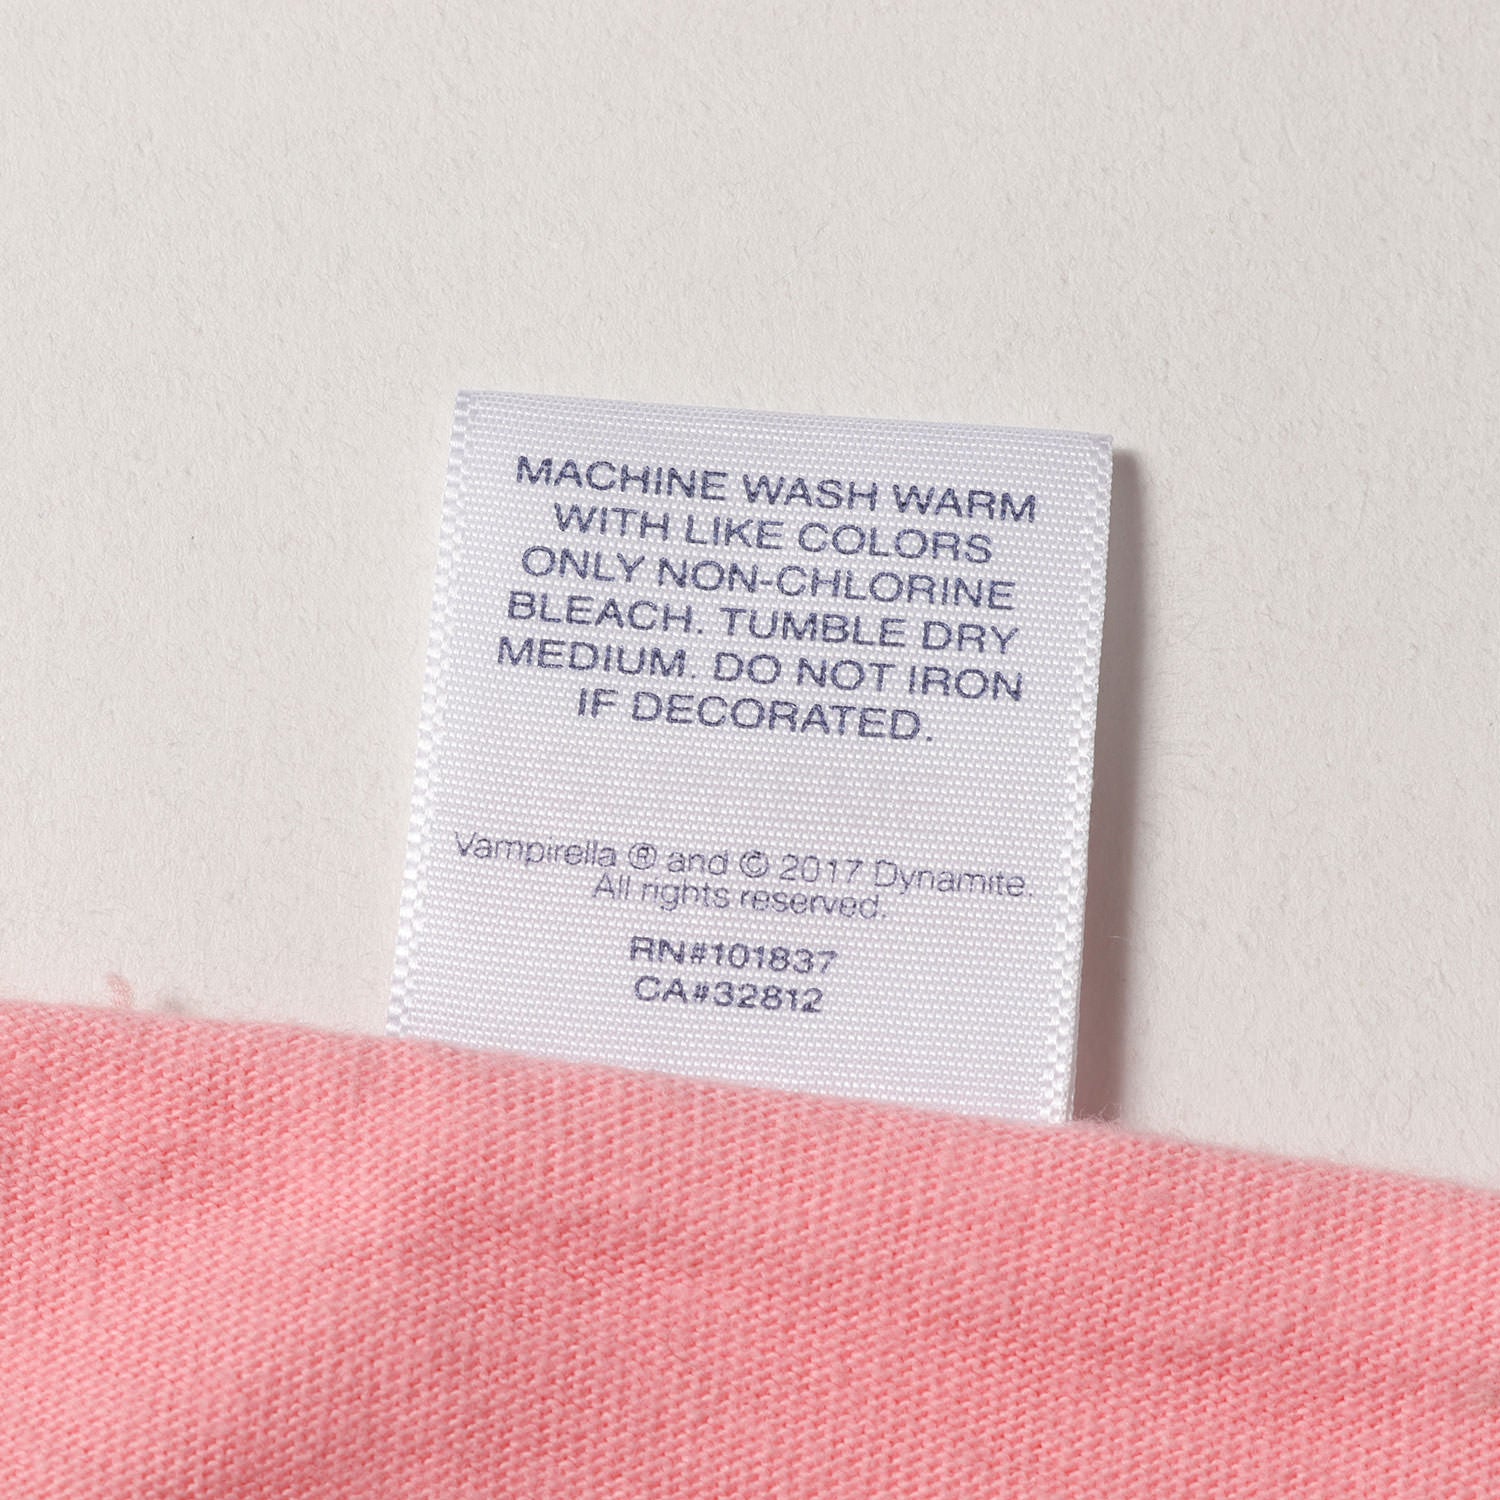 MACHINE WASH WARM
WITH LIKE COLORS
ONLY NON-CHLORINE
BLEACH. TUMBLE DRY
MEDIUM. DO NOT IRON
IF DECORATED.
Vampirella ® and © 2017 Dynamite.
All rights reserved.
RN#101837
CA#32812